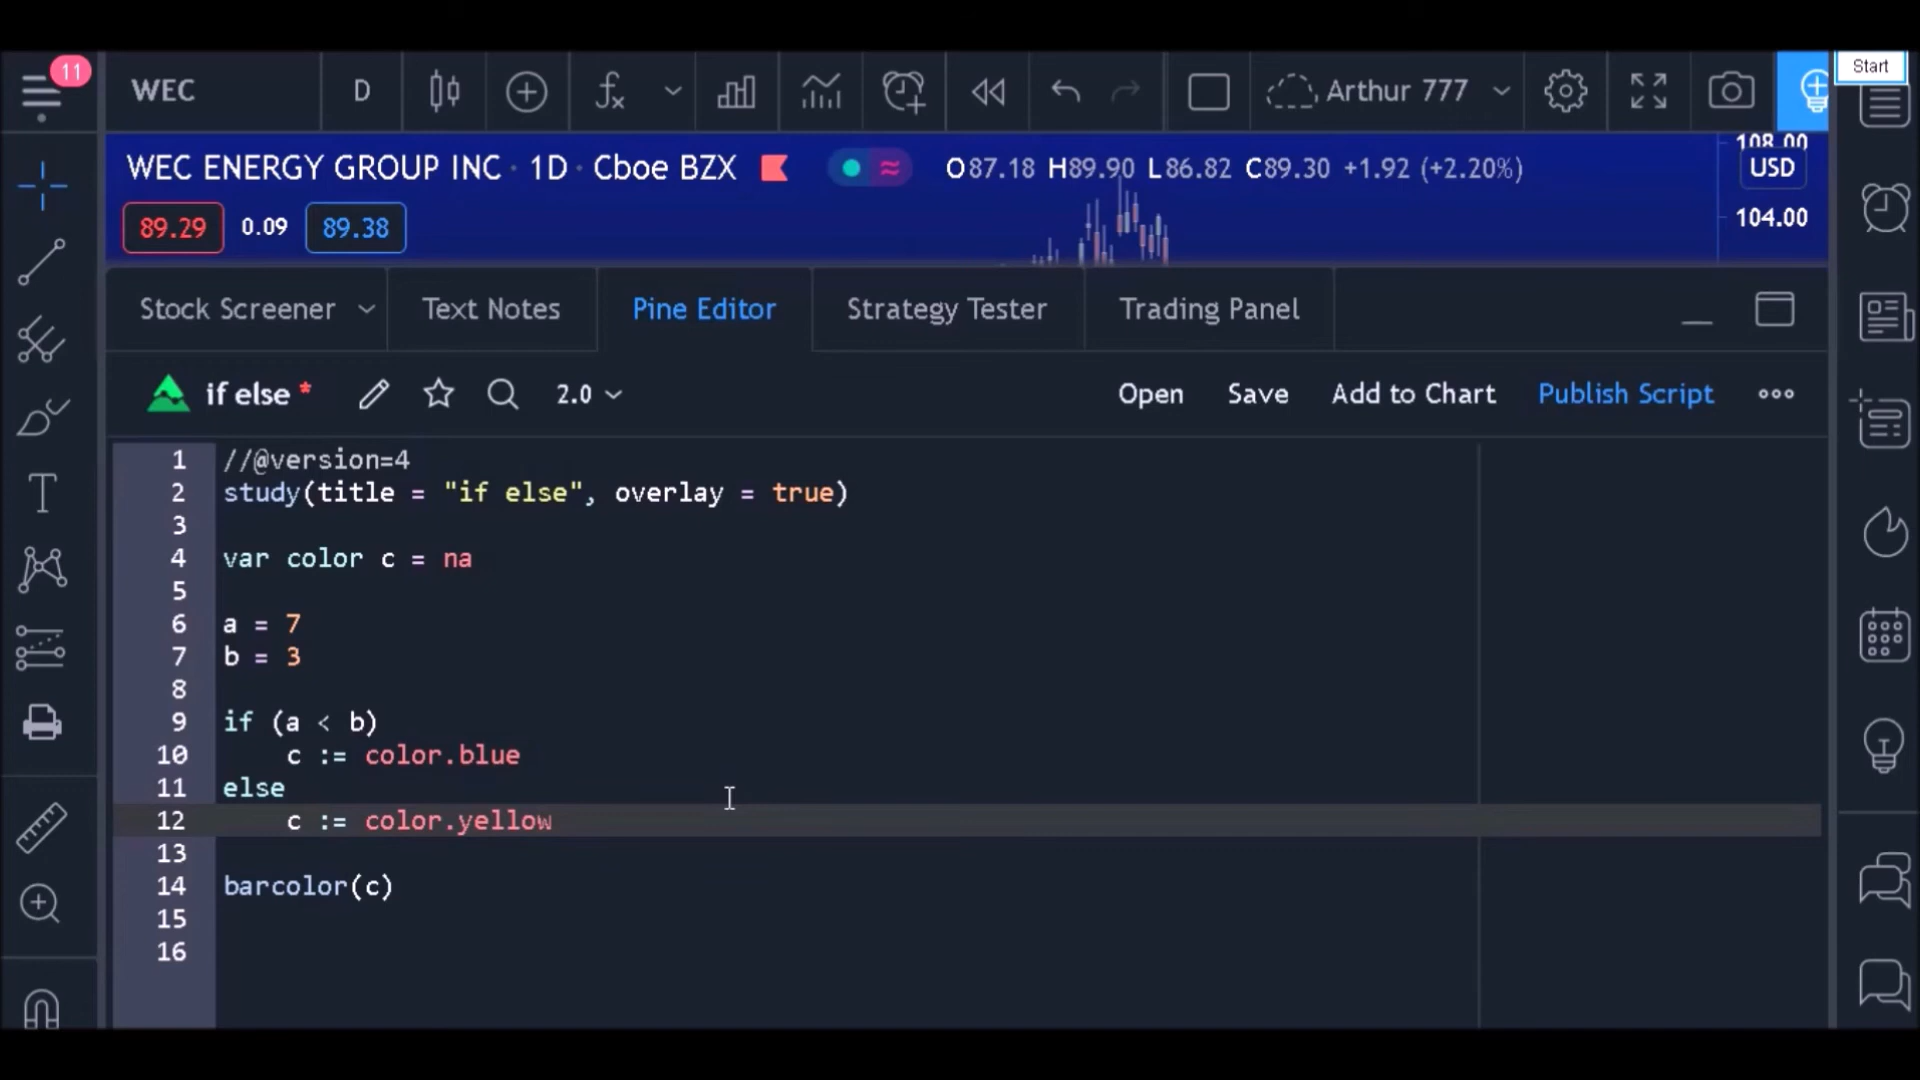 11
WEC
D
Arthur 777
Start
WEC ENERGY GROUP INC · 1D · Cboe BZX
O87.18 H89.90 L86.82 C89.30 +1.92 (+2.20%)
108.00
USD
89.29
0.09
89.38
104.00
Stock Screener
Text Notes
Pine Editor
Strategy Tester
Trading Panel
if else *
2.0
Open
Save
Add to Chart
Publish Script
1 //@version=4
2 study(title = "if else", overlay = true)
3
4 var color c = na
5
6 a = 7
7 b = 3
8
9 if (a < b)
10     c := color.blue
11 else
12     c := color.yellow
13
14 barcolor(c)
15
16